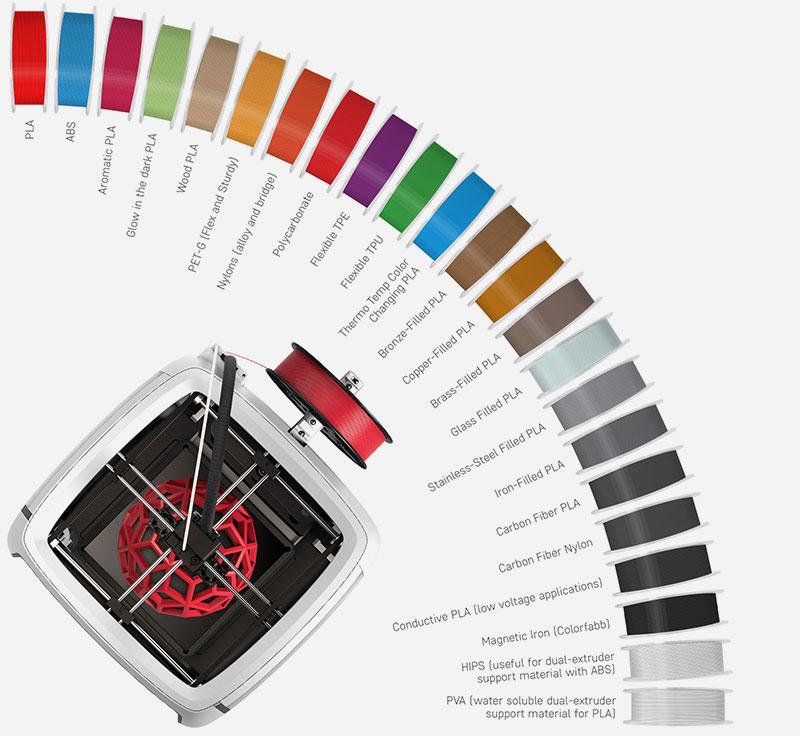 PLA
ABS
Aromatic PLA
Glow in the dark PLA
Wood PLA
PET-G (Flex and Sturdy)
Nylons (alloy and bridge)
Polycarbonate
Flexible TPE
Flexible TPU
Thermo Temp Color
Changing PLA
Bronze-Filled PLA
Copper-Filled PLA
Brass-Filled PLA
Glass Filled PLA
Stainless-Steel Filled PLA
Iron-Filled PLA
Carbon Fiber PLA
Carbon Fiber Nylon
Conductive PLA (low voltage applications)
Magnetic Iron (Colorfabb)
HIPS (useful for dual-extruder
support material with ABS)
PVA (water soluble dual-extruder
support material for PLA)